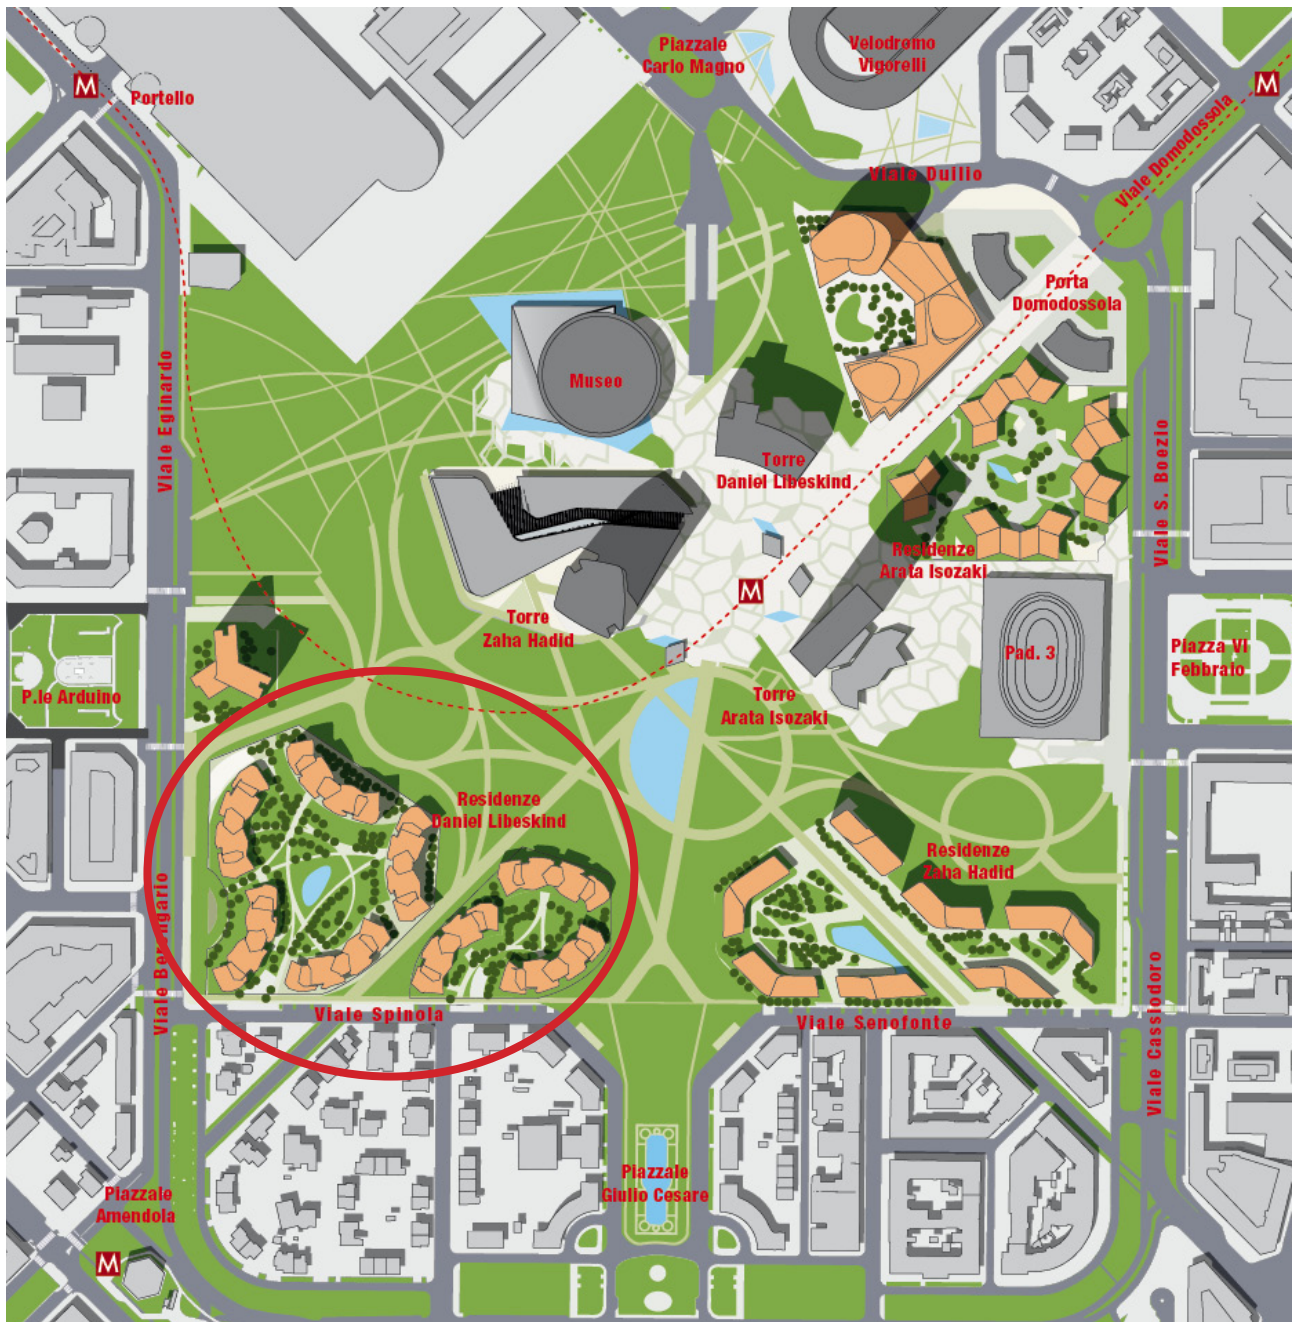 Piazzale
Carlo Magno
Velodromo
Vigorelli
M
Portello
M
Viale Domodossola
Viale Duilio
Porta
Domodossola
Museo
Viale Eginardo
Torre
Daniel Libeskind
Viale S. Boezio
Residenze
Arata Isozaki
M
Torre
Zaha Hadid
Pad. 3
Piazza VI
Febbraio
P.le Arduino
Torre
Arata Isozaki
Residenze
Daniel Libeskind
Residenze
Zaha Hadid
Viale Berengario
Viale Spinola
Viale Senofonte
Viale Cassiodoro
Piazzale
Giulio Cesare
Piazzale
Amendola
M